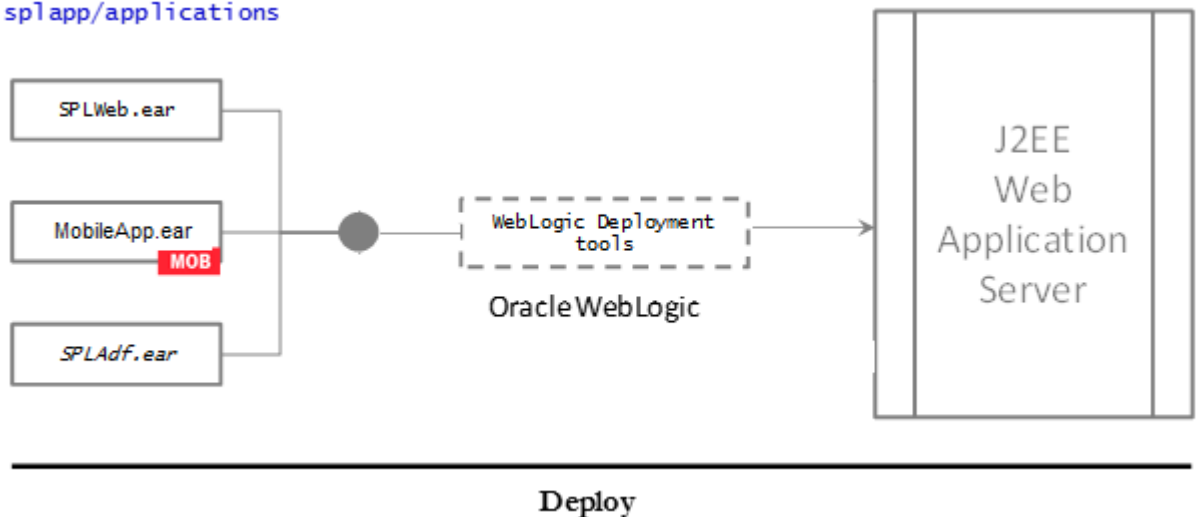 splapp/applications
SPLWeb.ear
MobileApp.ear
MOB
SPLAdf.ear
WebLogic Deployment
tools
Oracle WebLogic
J2EE
Web
Application
Server
Deploy